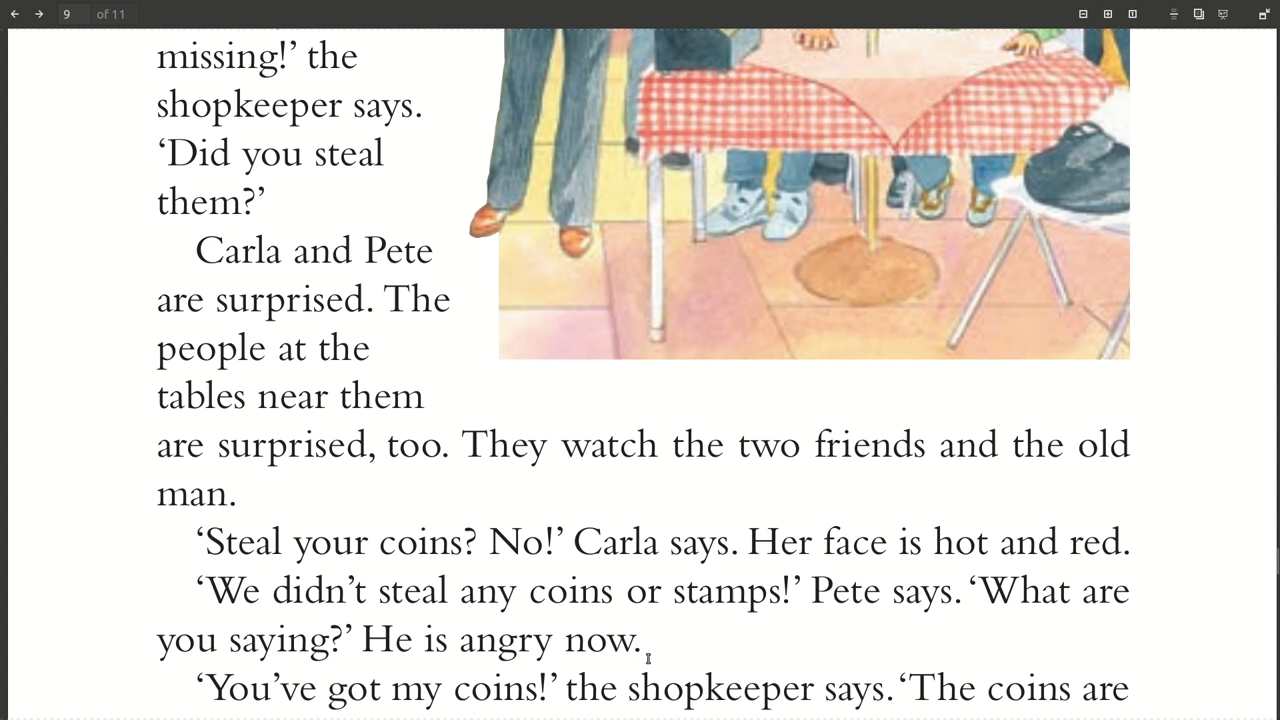 9 of 11
missing!’ the
shopkeeper says.
‘Did you steal
them?’
Carla and Pete
are surprised. The
people at the
tables near them
are surprised, too. They watch the two friends and the old
man.
‘Steal your coins? No!’ Carla says. Her face is hot and red.
‘We didn’t steal any coins or stamps!’ Pete says. ‘What are
you saying?’ He is angry now.
‘You’ve got my coins!’ the shopkeeper says. ‘The coins are